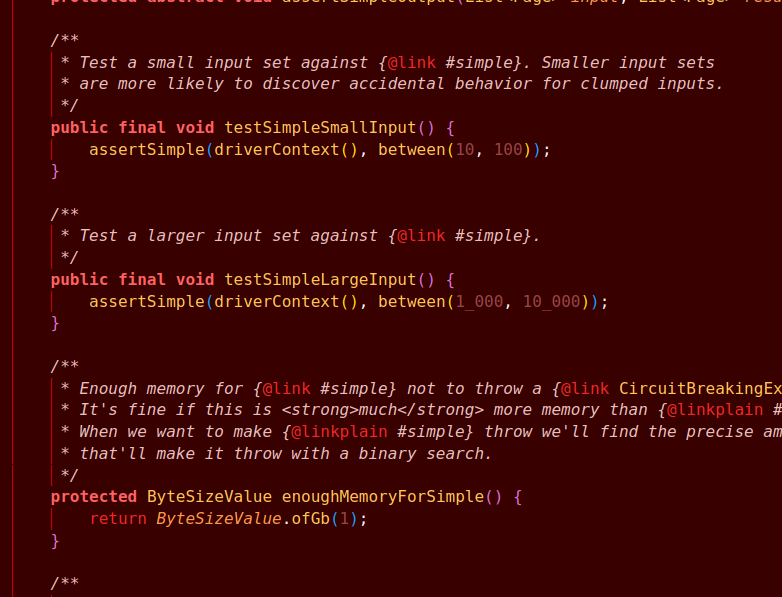 protected abstract void assertSimpleOutput(List<Page> input, List<Page>
/**
 * Test a small input set against {@link #simple}. Smaller input sets
 * are more likely to discover accidental behavior for clumped inputs.
 */
public final void testSimpleSmallInput() {
    assertSimple(driverContext(), between(10, 100));
}
/**
 * Test a larger input set against {@link #simple}.
 */
public final void testSimpleLargeInput() {
    assertSimple(driverContext(), between(1_000, 10_000));
}
/**
 * Enough memory for {@link #simple} not to throw a {@link CircuitBreakingEx
 * It's fine if this is <strong>much</strong> more memory than {@linkplain #
 * When we want to make {@linkplain #simple} throw we'll find the precise am
 * that'll make it throw with a binary search.
 */
protected ByteSizeValue enoughMemoryForSimple() {
    return ByteSizeValue.ofGb(1);
}
/**